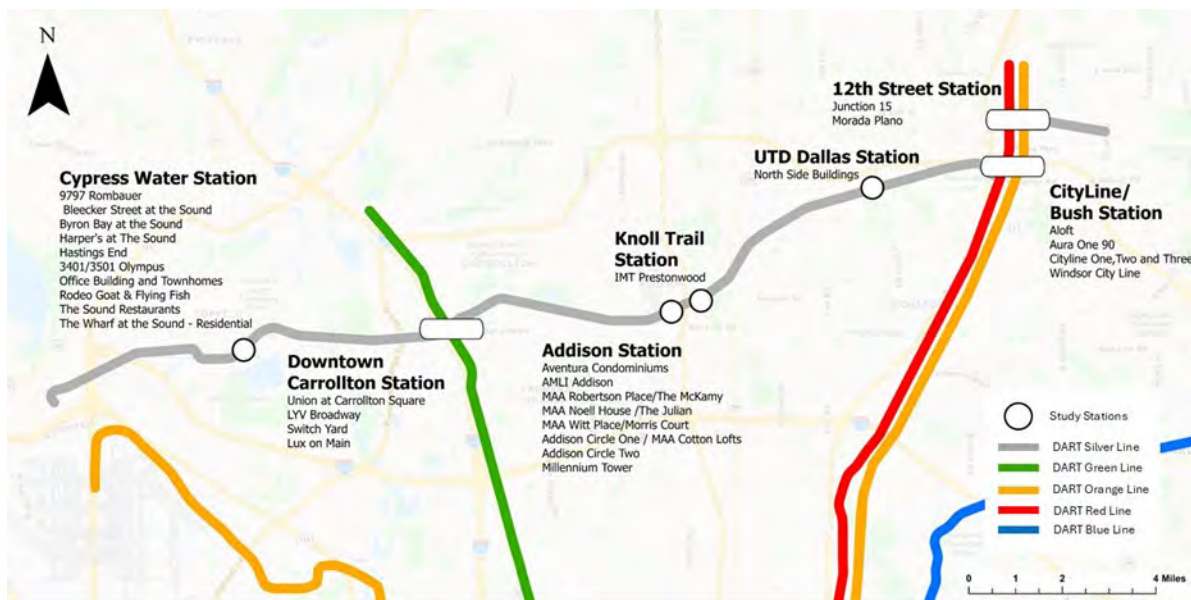 N
12th Street Station
Junction 15
Morada Plano
UTD Dallas Station
North Side Buildings
Cypress Water Station
9797 Rombauer
Bleecker Street at the Sound
Byron Bay at the Sound
Harper's at The Sound
Hastings End
3401/3501 Olympus
Office Building and Townhomes
Rodeo Goat & Flying Fish
The Sound Restaurants
The Wharf at the Sound - Residential
CityLine/
Bush Station
Aloft
Aura One 90
Cityline One,Two and Three
Windsor City Line
Knoll Trail
Station
IMT Prestonwood
Downtown
Carrollton Station
Union at Carrollton Square
LYV Broadway
Switch Yard
Lux on Main
Addison Station
Aventura Condominiums
AMLI Addison
MAA Robertson Place/The McKamy
MAA Noell House /The Julian
MAA Witt Place/Morris Court
Addison Circle One / MAA Cotton Lofts
Addison Circle Two
Millennium Tower
Study Stations
DART Silver Line
DART Green Line
DART Orange Line
DART Red Line
DART Blue Line
0 1 2 4 Miles